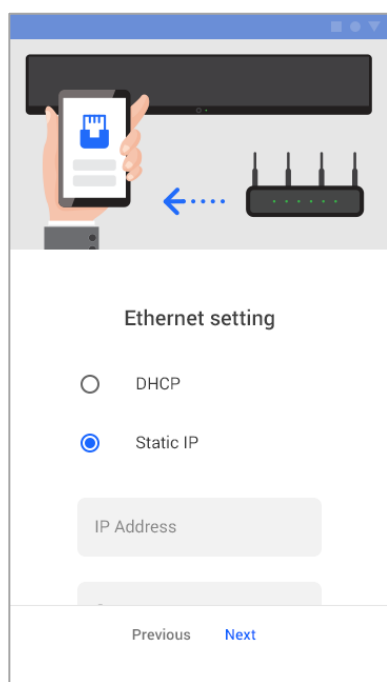 Ethernet setting
DHCP
Static IP
IP Address
Previous Next